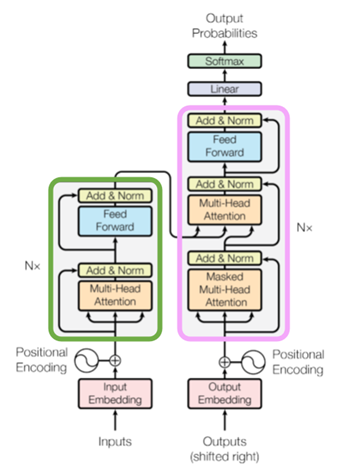 Output
Probabilities
Softmax
Linear
Add & Norm
Feed
Forward
Add & Norm
Multi-Head
Attention
Add & Norm
Masked
Multi-Head
Attention
N×
Add & Norm
Feed
Forward
Add & Norm
Multi-Head
Attention
N×
Positional
Encoding
Positional
Encoding
Input
Embedding
Output
Embedding
Inputs
Outputs
(shifted right)